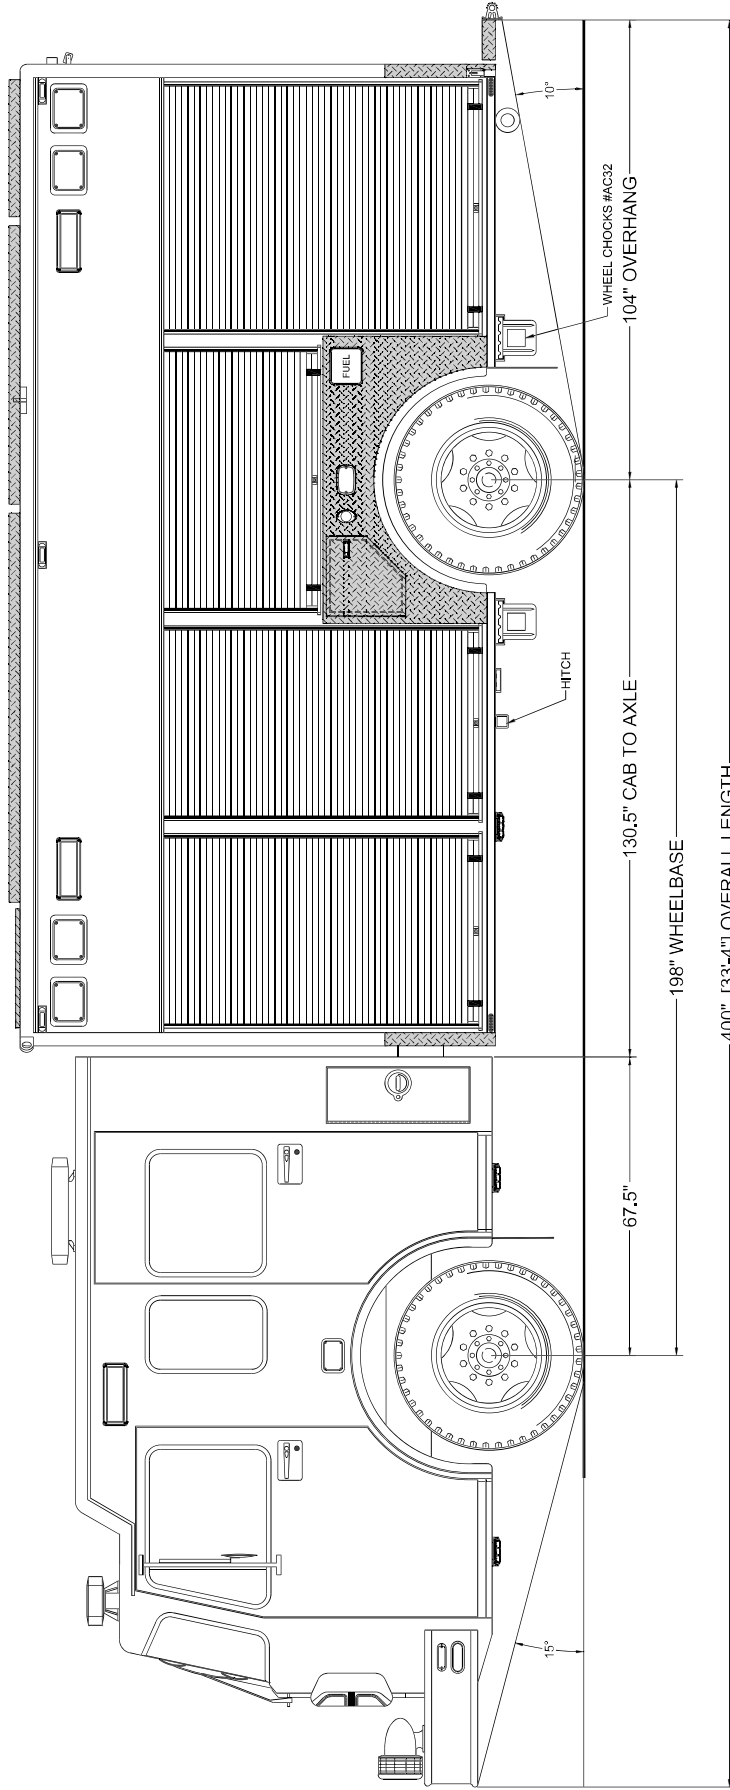 10°
WHEEL CHOCKS #AC32
104" OVERHANG
FUEL
HITCH
130.5" CAB TO AXLE
198" WHEELBASE
400" [33'-4"] OVERALL LENGTH
67.5"
15°